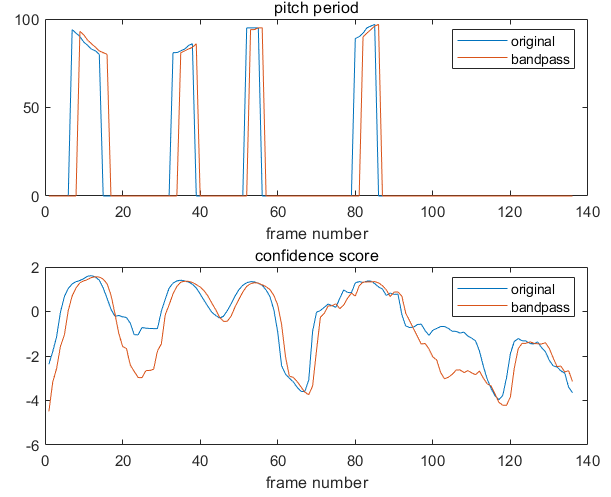 pitch period
100
50
0
original
bandpass
0 20 40 60 80 100 120 140
frame number
confidence score
2
0
-2
-4
-6
original
bandpass
0 20 40 60 80 100 120 140
frame number